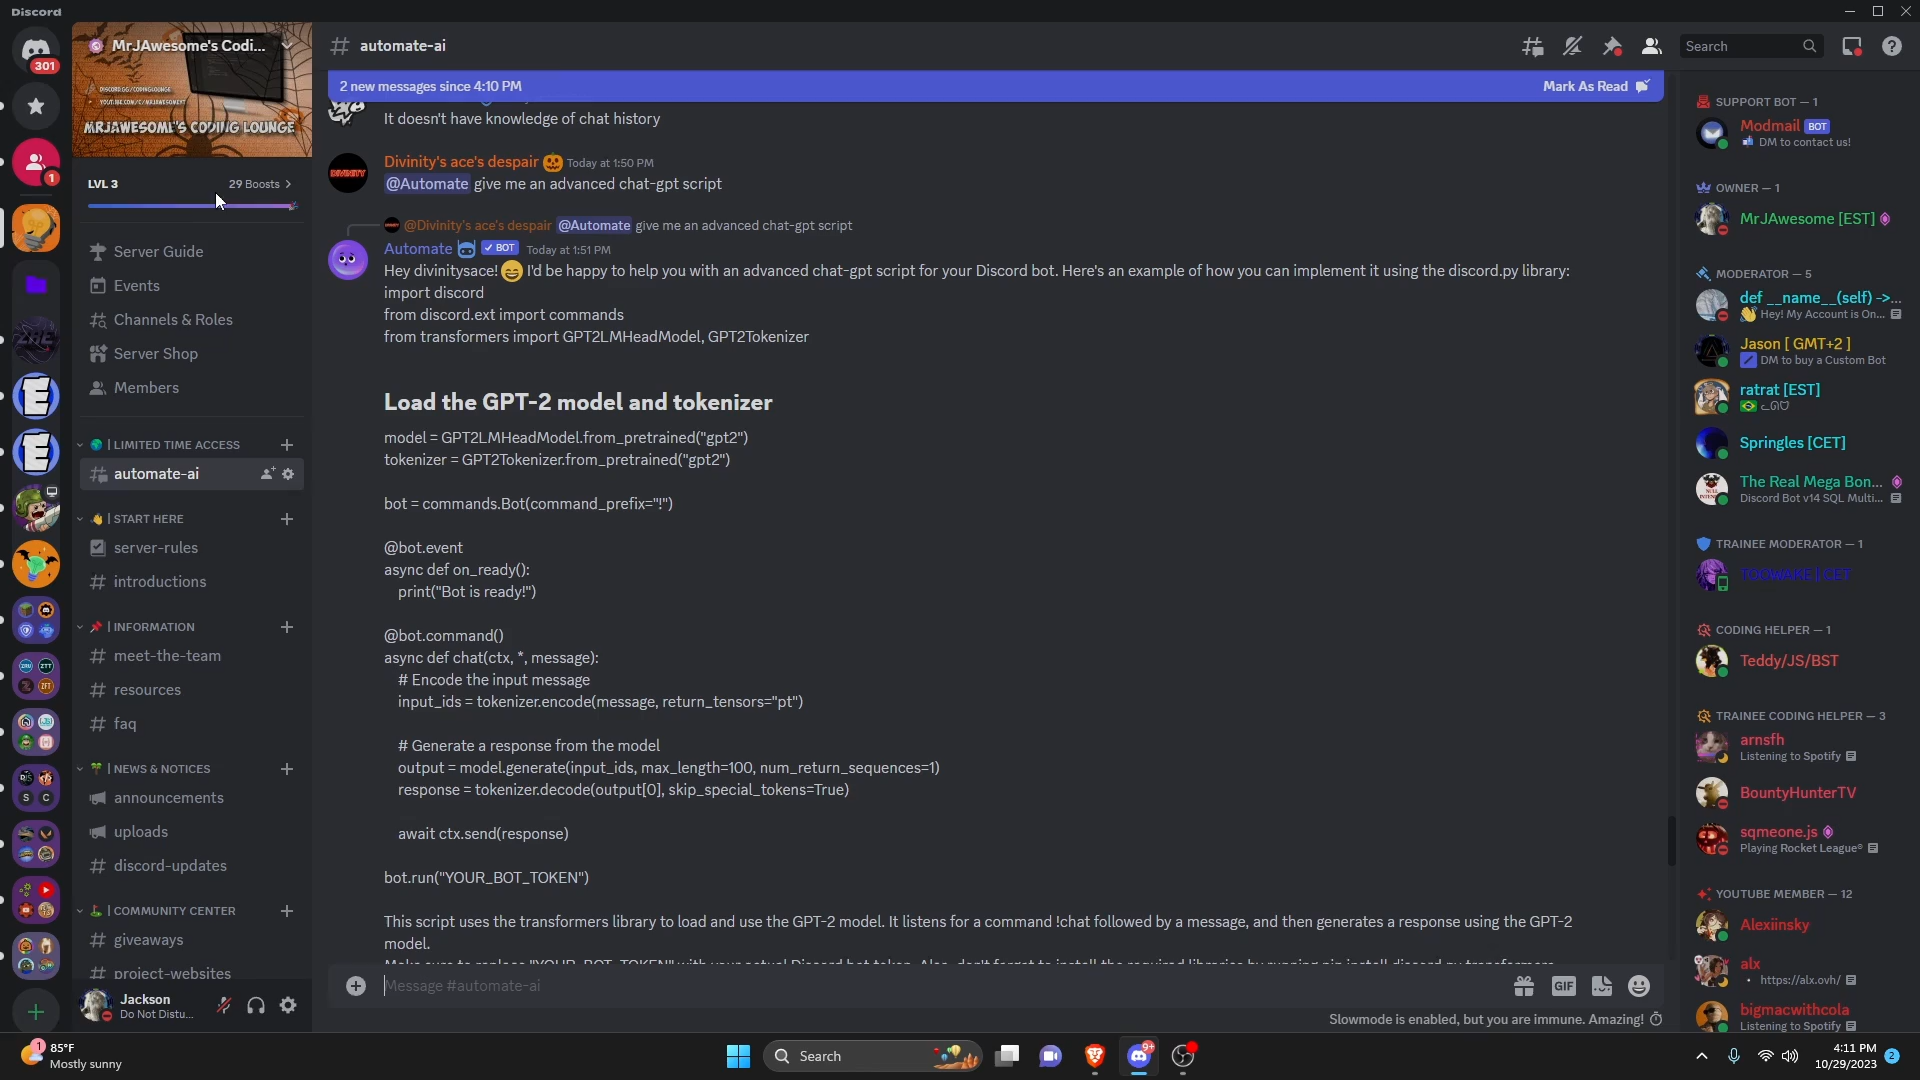 Discord
MrJAwesome's Codi...
DISCORD.GG/CODINGLOUNGE
YOUTUBE.COM/C/MRJAWESOMEYT
MRJAWESOME'S CODING LOUNGE
301
1
LVL 3
29 Boosts
Server Guide
Events
Channels & Roles
Server Shop
Members
| LIMITED TIME ACCESS
automate-ai
| START HERE
server-rules
introductions
| INFORMATION
meet-the-team
resources
faq
| NEWS & NOTICES
announcements
uploads
discord-updates
| COMMUNITY CENTER
giveaways
project-websites
Jackson
Do Not Distu...
automate-ai
Search
2 new messages since 4:10 PM
Mark As Read
It doesn't have knowledge of chat history
Divinity's ace's despair Today at 1:50 PM
@Automate give me an advanced chat-gpt script
@Divinity's ace's despair @Automate give me an advanced chat-gpt script
Automate BOT Today at 1:51 PM
Hey divinitysace! I'd be happy to help you with an advanced chat-gpt script for your Discord bot. Here's an example of how you can implement it using the discord.py library:
import discord
from discord.ext import commands
from transformers import GPT2LMHeadModel, GPT2Tokenizer
Load the GPT-2 model and tokenizer
model = GPT2LMHeadModel.from_pretrained("gpt2")
tokenizer = GPT2Tokenizer.from_pretrained("gpt2")
bot = commands.Bot(command_prefix="!")
@bot.event
async def on_ready():
print("Bot is ready!")
@bot.command()
async def chat(ctx, *, message):
# Encode the input message
input_ids = tokenizer.encode(message, return_tensors="pt")
# Generate a response from the model
output = model.generate(input_ids, max_length=100, num_return_sequences=1)
response = tokenizer.decode(output[0], skip_special_tokens=True)
await ctx.send(response)
bot.run("YOUR_BOT_TOKEN")
This script uses the transformers library to load and use the GPT-2 model. It listens for a command !chat followed by a message, and then generates a response using the GPT-2
model.
Message #automate-ai
GIF
Slowmode is enabled, but you are immune. Amazing!
SUPPORT BOT — 1
Modmail BOT
DM to contact us!
OWNER — 1
MrJAwesome [EST]
MODERATOR — 5
def __name__(self) ->...
Hey! My Account is On...
Jason [ GMT+2 ]
DM to buy a Custom Bot
ratrat [EST]
Springles [CET]
The Real Mega Bon...
Discord Bot v14 SQL Multi...
TRAINEE MODERATOR — 1
CODING HELPER — 1
Teddy/JS/BST
TRAINEE CODING HELPER — 3
arnsfh
Listening to Spotify
BountyHunterTV
sqmeone.js
Playing Rocket League®
YOUTUBE MEMBER — 12
Alexiinsky
alx
• https://alx.ovh/
bigmacwithcola
Listening to Spotify
1
85°F
Mostly sunny
Search
9+
4:11 PM
10/29/2023
2